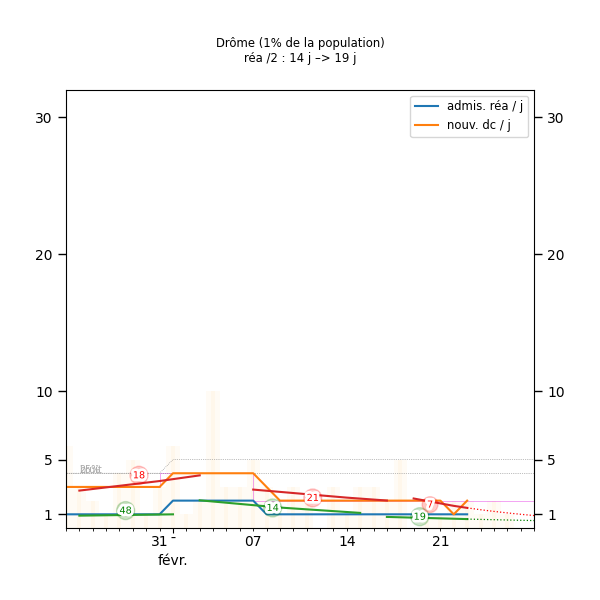 Drôme (1% de la population)
réa /2 : 14 j –> 19 j
admis. réa / j
nouv. dc / j
30 30
20 20
10 10
5 5
1 1
18
48
14
21
7
19
31 - 07 14 21
févr.